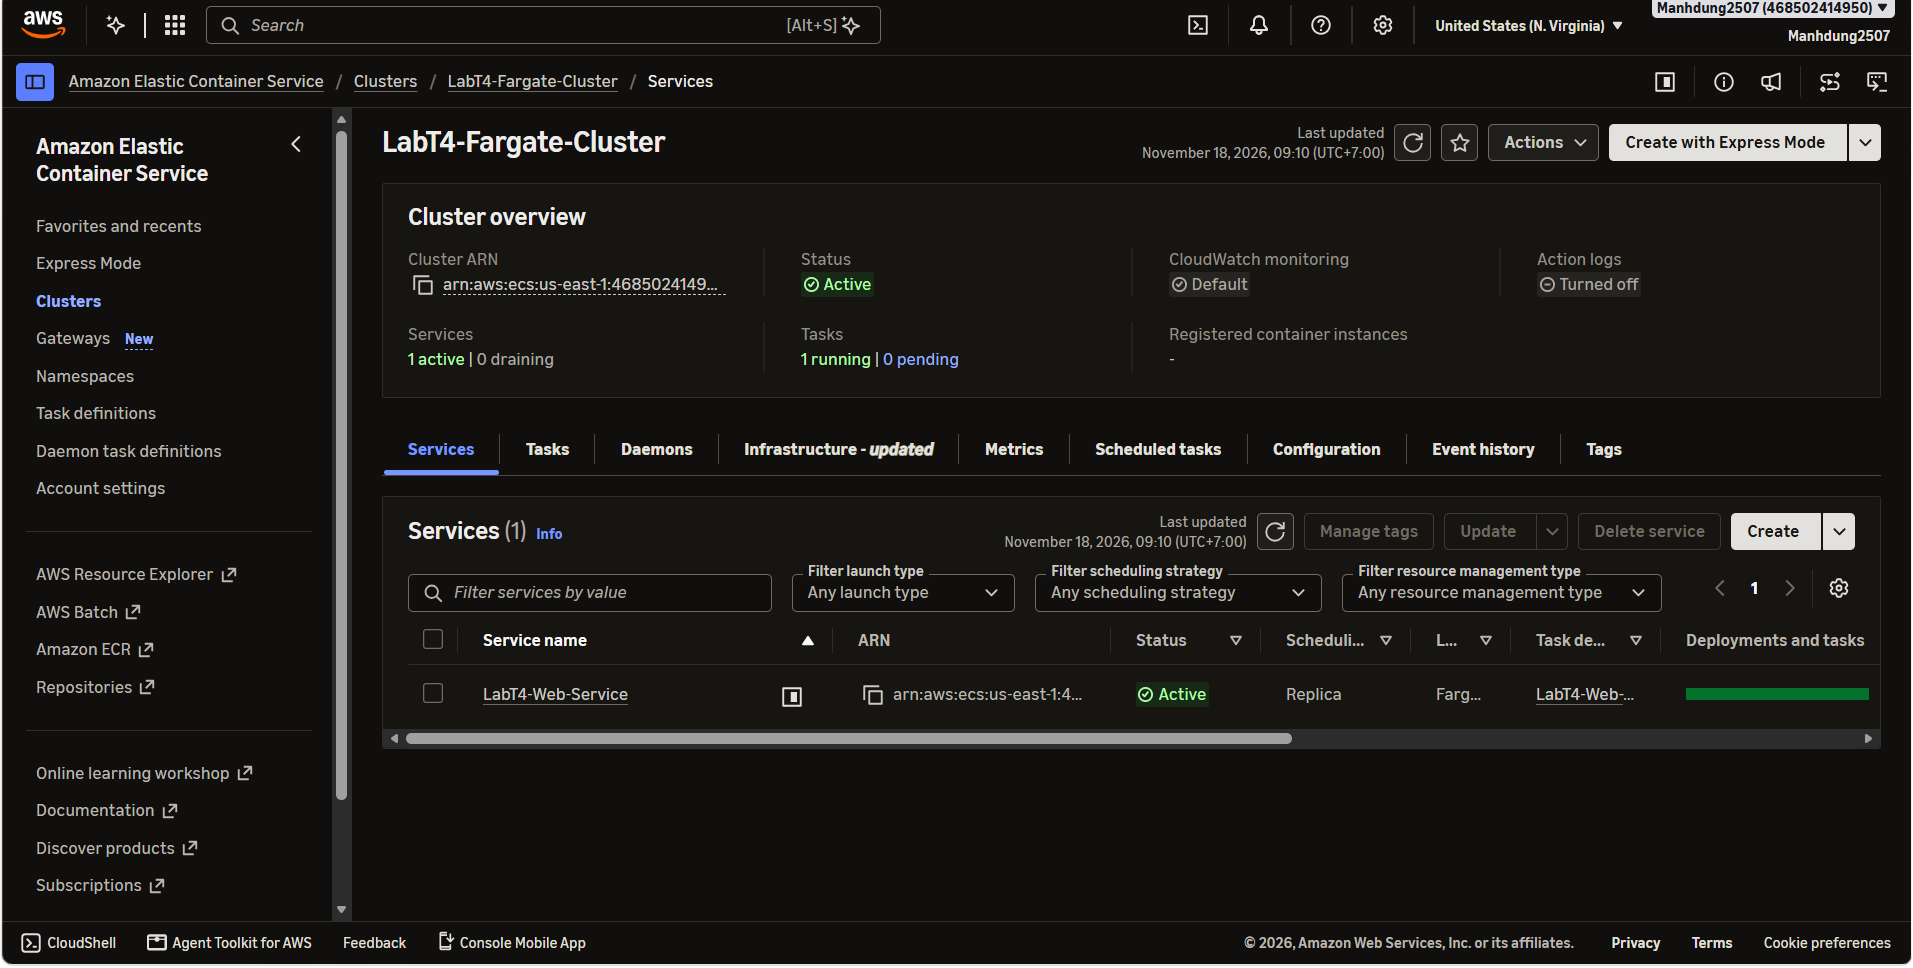 aws
Search
[Alt+S]
United States (N. Virginia)
Manhdung2507 (468502414950)
Manhdung2507
Amazon Elastic Container Service / Clusters / LabT4-Fargate-Cluster / Services
Amazon Elastic
Container Service
Favorites and recents
Express Mode
Clusters
Gateways New
Namespaces
Task definitions
Daemon task definitions
Account settings
AWS Resource Explorer
AWS Batch
Amazon ECR
Repositories
Online learning workshop
Documentation
Discover products
Subscriptions
LabT4-Fargate-Cluster
Last updated
November 18, 2026, 09:10 (UTC+7:00)
Actions
Create with Express Mode
Cluster overview
Cluster ARN
arn:aws:ecs:us-east-1:4685024149...
Status
Active
CloudWatch monitoring
Default
Action logs
Turned off
Services
1 active | 0 draining
Tasks
1 running | 0 pending
Registered container instances
-
Services Tasks Daemons Infrastructure - updated Metrics Scheduled tasks Configuration Event history Tags
Services (1) Info
Last updated
November 18, 2026, 09:10 (UTC+7:00)
Manage tags
Update
Delete service
Create
Filter services by value
Filter launch type
Any launch type
Filter scheduling strategy
Any scheduling strategy
Filter resource management type
Any resource management type
1
Service name ARN Status Scheduli... L... Task de... Deployments and tasks
LabT4-Web-Service arn:aws:ecs:us-east-1:4... Active Replica Farg... LabT4-Web-...
CloudShell Agent Toolkit for AWS Feedback Console Mobile App
© 2026, Amazon Web Services, Inc. or its affiliates. Privacy Terms Cookie preferences